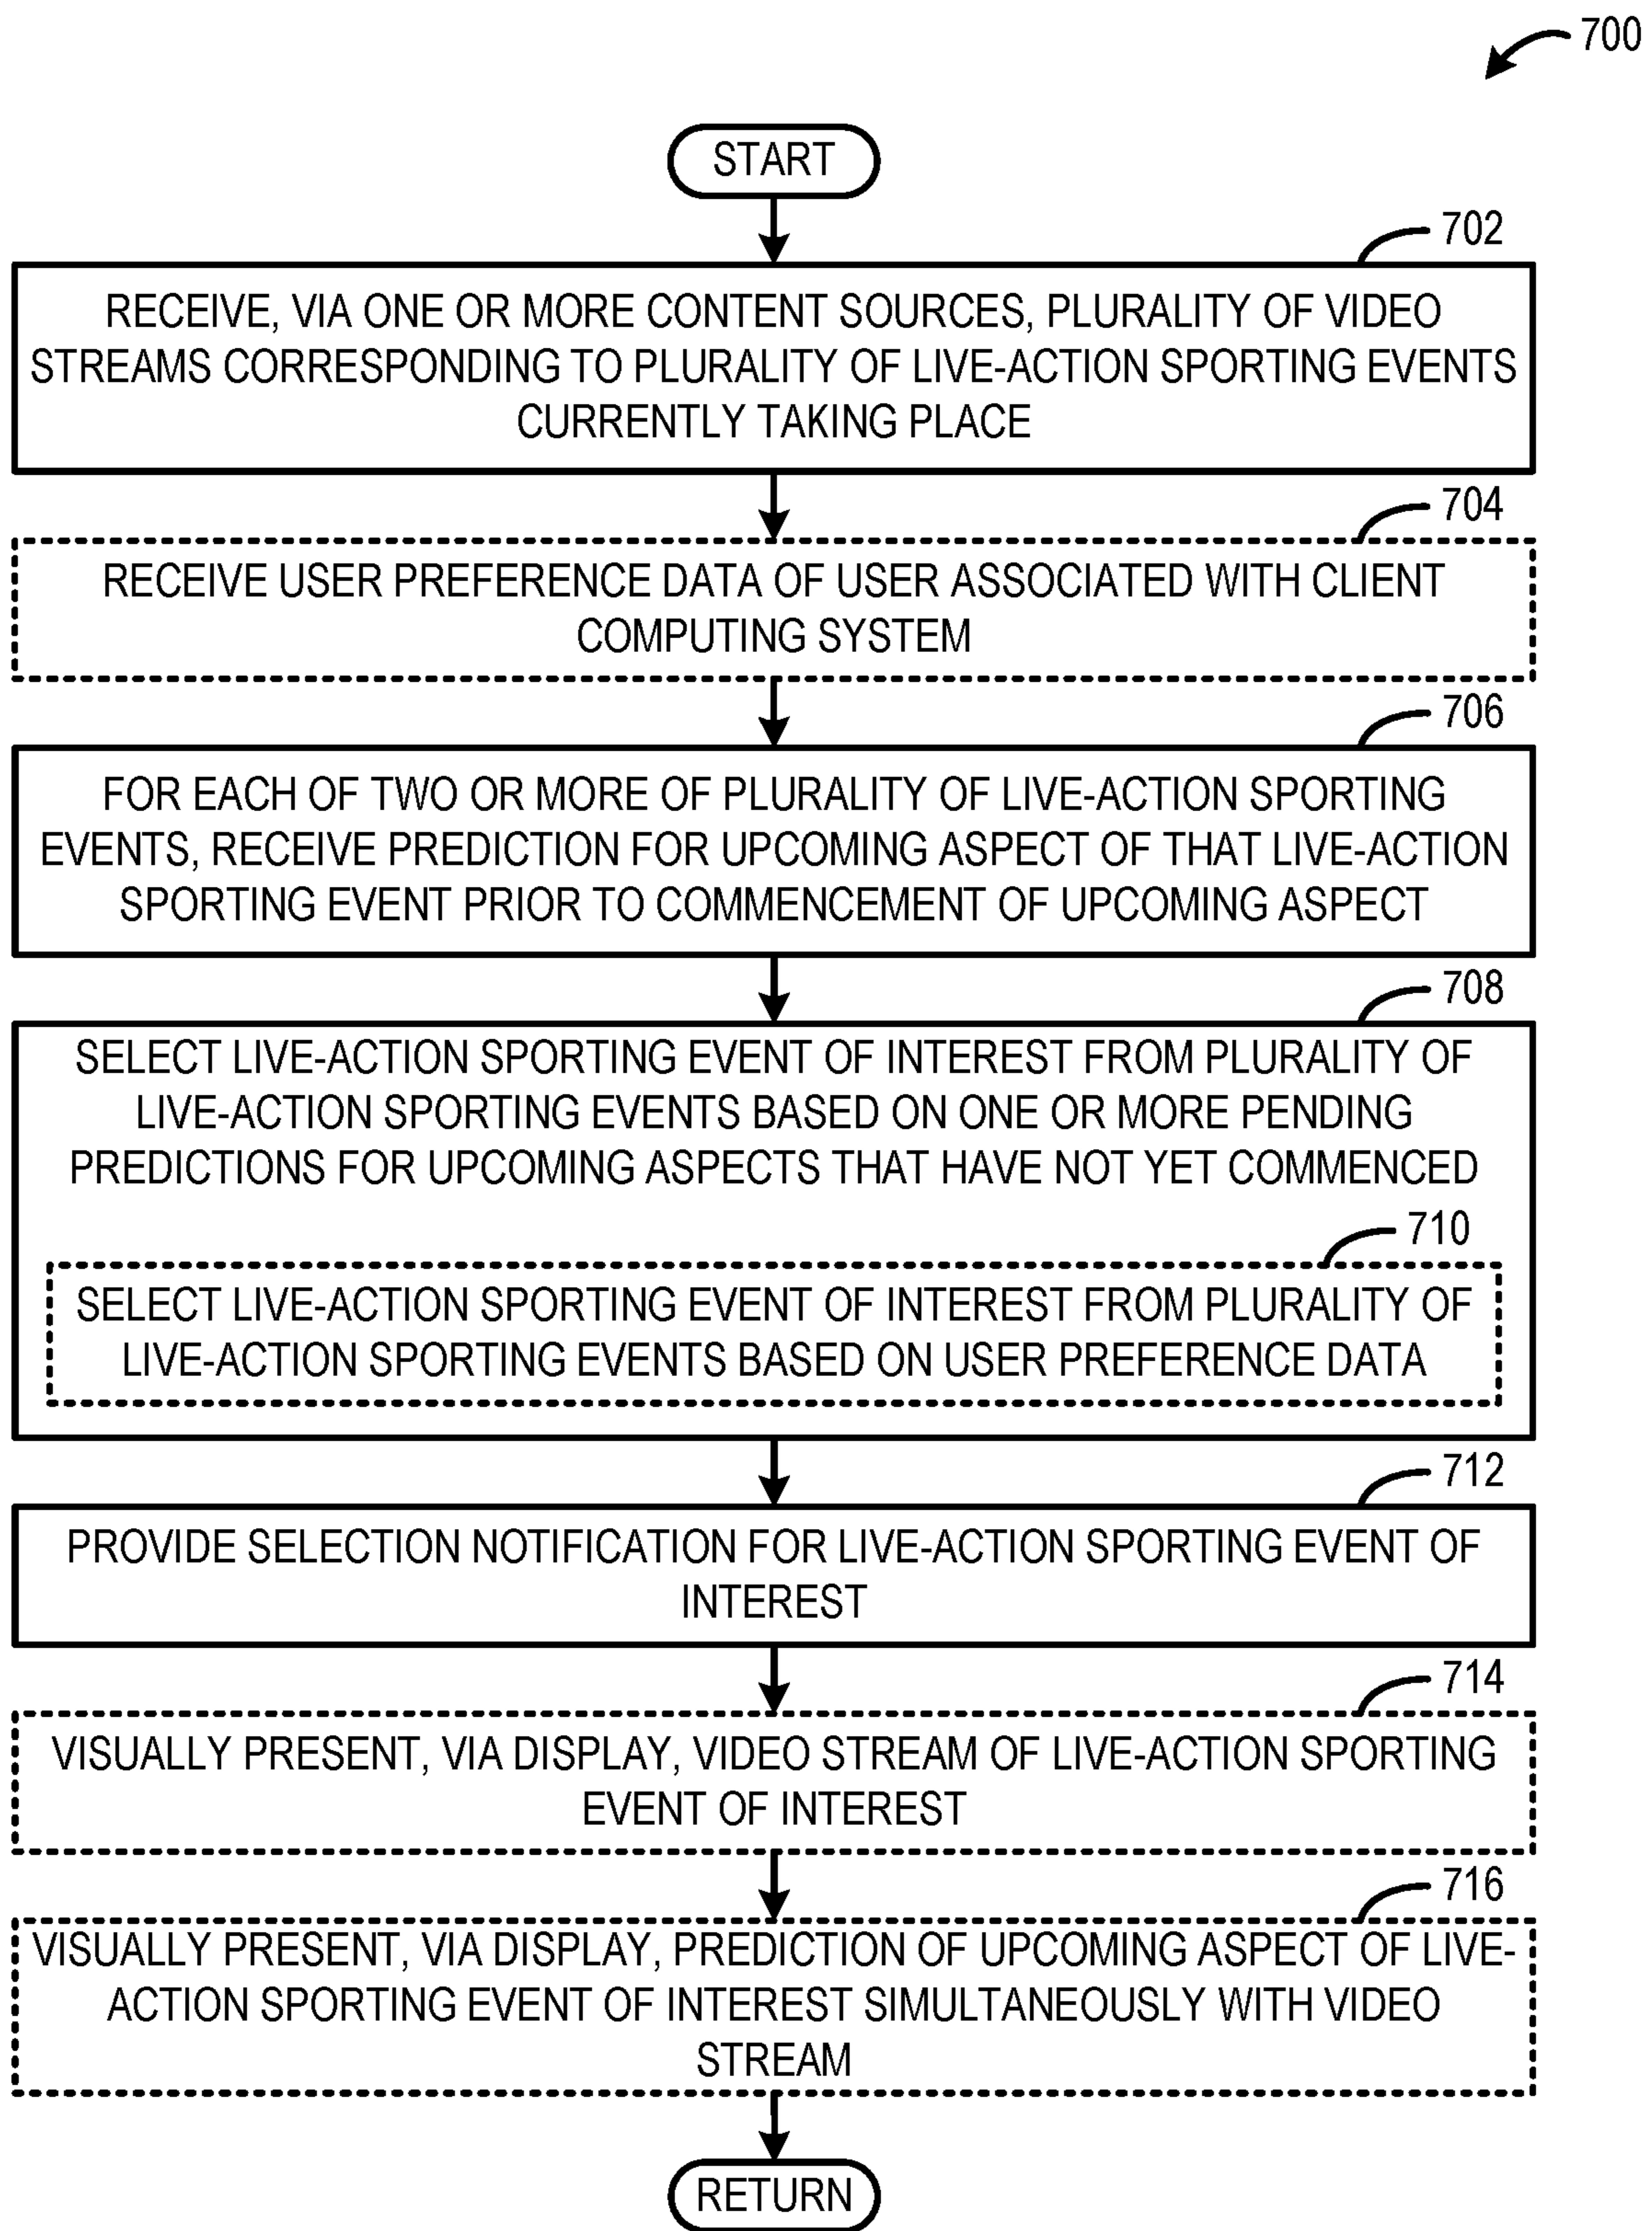 700
START
702
RECEIVE, VIA ONE OR MORE CONTENT SOURCES, PLURALITY OF VIDEO
STREAMS CORRESPONDING TO PLURALITY OF LIVE-ACTION SPORTING EVENTS
CURRENTLY TAKING PLACE
704
RECEIVE USER PREFERENCE DATA OF USER ASSOCIATED WITH CLIENT
COMPUTING SYSTEM
706
FOR EACH OF TWO OR MORE OF PLURALITY OF LIVE-ACTION SPORTING
EVENTS, RECEIVE PREDICTION FOR UPCOMING ASPECT OF THAT LIVE-ACTION
SPORTING EVENT PRIOR TO COMMENCEMENT OF UPCOMING ASPECT
708
SELECT LIVE-ACTION SPORTING EVENT OF INTEREST FROM PLURALITY OF
LIVE-ACTION SPORTING EVENTS BASED ON ONE OR MORE PENDING
PREDICTIONS FOR UPCOMING ASPECTS THAT HAVE NOT YET COMMENCED
710
SELECT LIVE-ACTION SPORTING EVENT OF INTEREST FROM PLURALITY OF
LIVE-ACTION SPORTING EVENTS BASED ON USER PREFERENCE DATA
712
PROVIDE SELECTION NOTIFICATION FOR LIVE-ACTION SPORTING EVENT OF
INTEREST
714
VISUALLY PRESENT, VIA DISPLAY, VIDEO STREAM OF LIVE-ACTION SPORTING
EVENT OF INTEREST
716
VISUALLY PRESENT, VIA DISPLAY, PREDICTION OF UPCOMING ASPECT OF LIVE-
ACTION SPORTING EVENT OF INTEREST SIMULTANEOUSLY WITH VIDEO
STREAM
RETURN